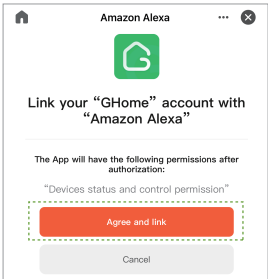 Amazon Alexa
Link your “GHome” account with
“Amazon Alexa”
The App will have the following permissions after
authorization:
“Devices status and control permission”
Agree and link
Cancel